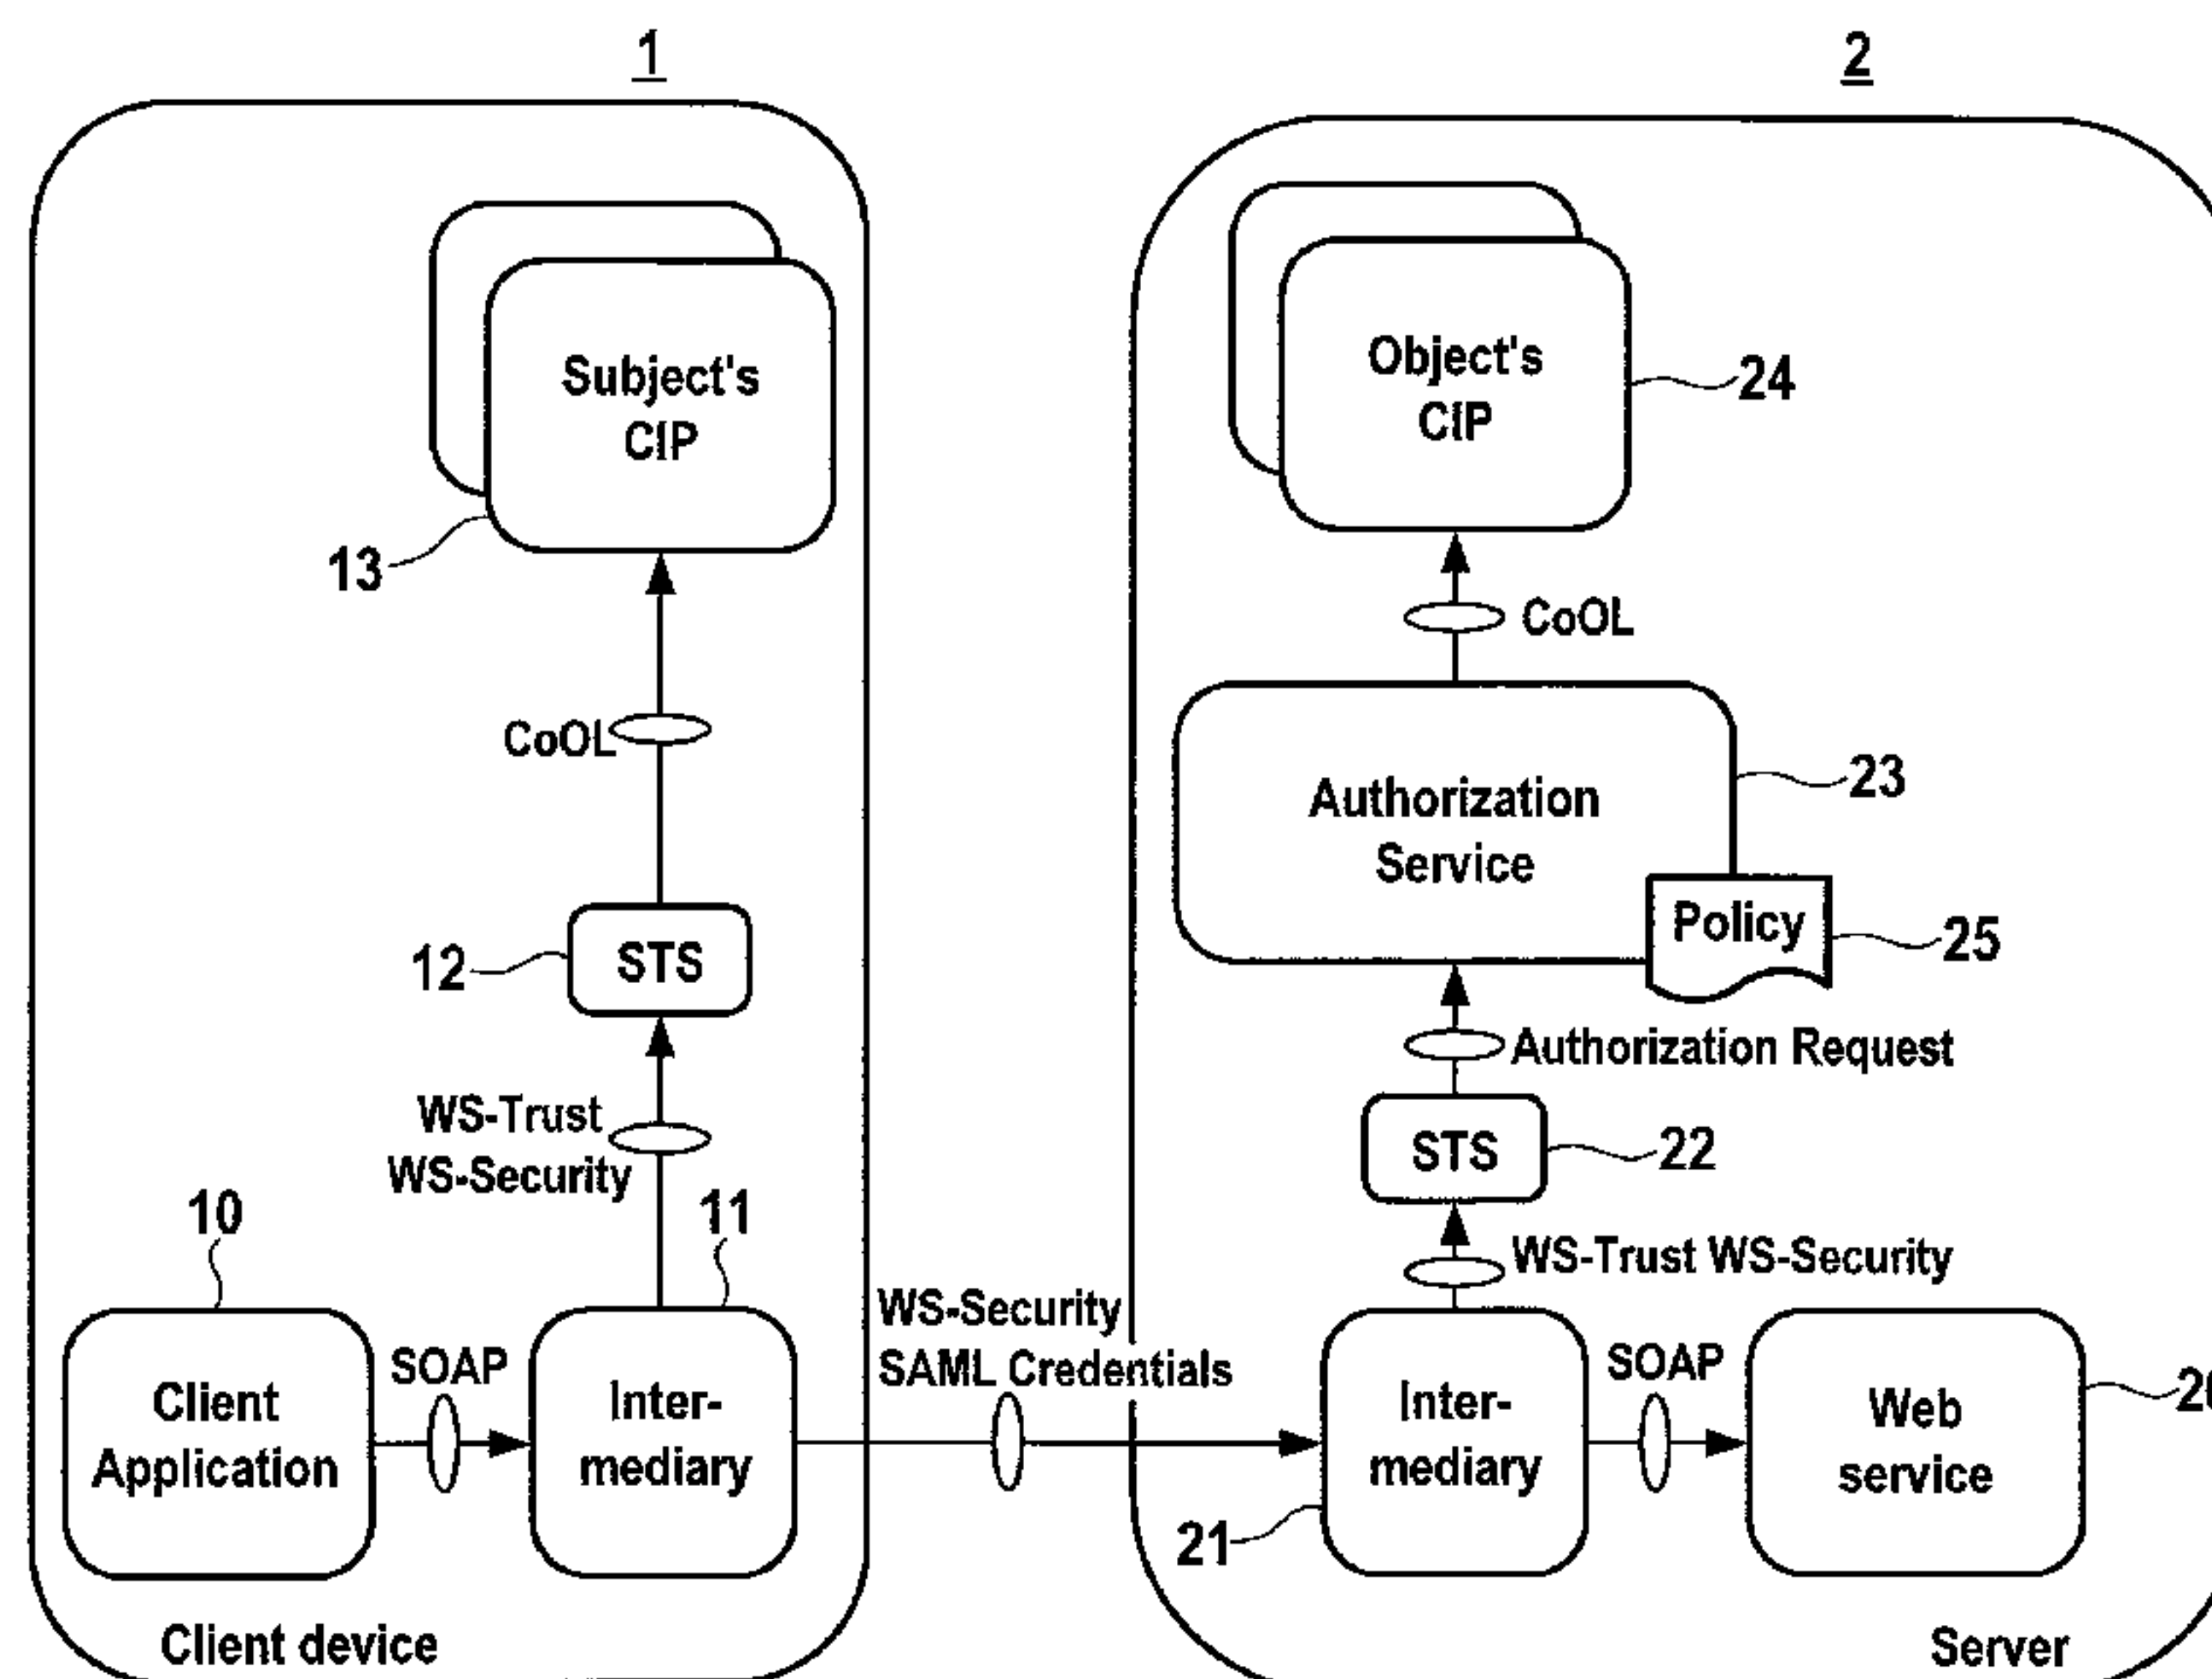 1
2
Subject's
CIP
13
Object's
CIP
24
CoOL
CoOL
Authorization
Service
23
Policy
25
12
STS
Authorization Request
WS-Trust
WS-Security
STS
22
10
11
WS-Trust WS-Security
WS-Security
SAML Credentials
Client
Application
SOAP
Inter-
mediary
Inter-
mediary
21
SOAP
Web
service
Client device
Server